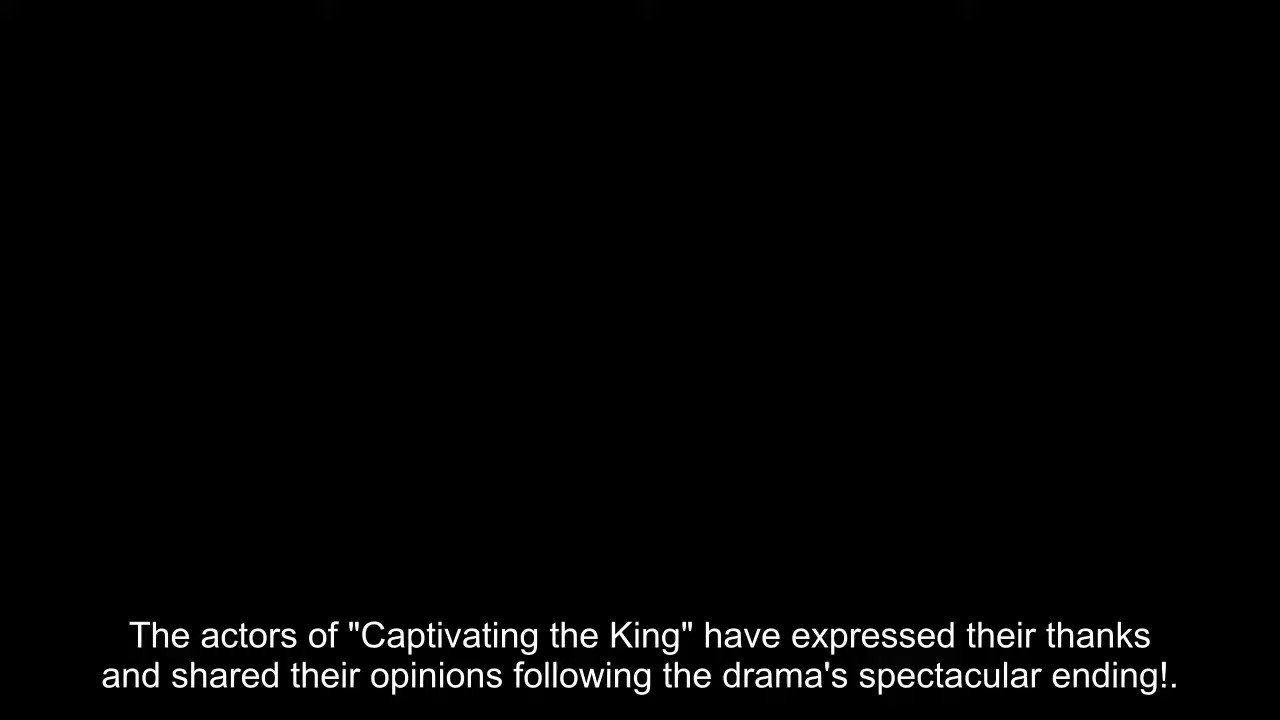 The actors of "Captivating the King" have expressed their thanks
and shared their opinions following the drama's spectacular ending!.